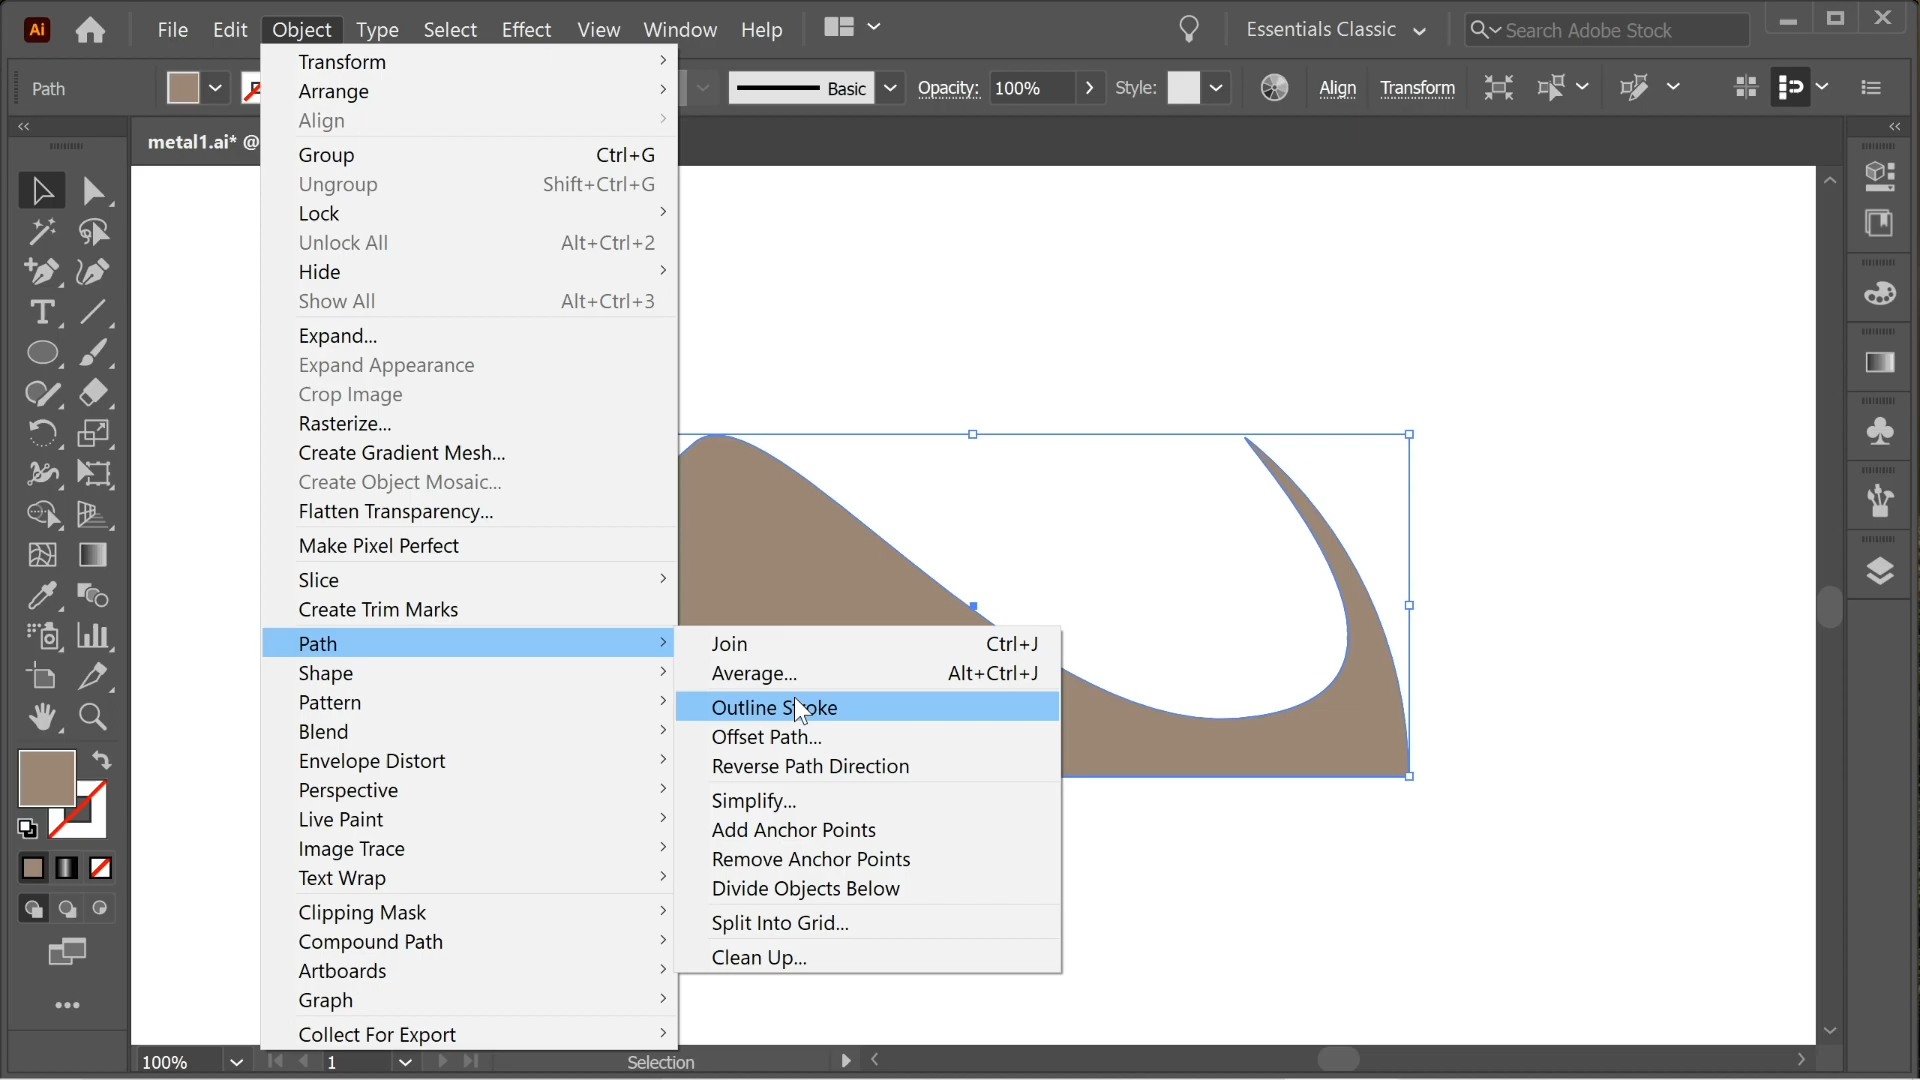 Ai File Edit Object Type Select Effect View Window Help Essentials Classic Search Adobe Stock
Path Basic Opacity: 100% Style: Align Transform
metal1.ai* @
Transform
Arrange
Align
Group Ctrl+G
Ungroup Shift+Ctrl+G
Lock
Unlock All Alt+Ctrl+2
Hide
Show All Alt+Ctrl+3
Expand...
Expand Appearance
Crop Image
Rasterize...
Create Gradient Mesh...
Create Object Mosaic...
Flatten Transparency...
Make Pixel Perfect
Slice
Create Trim Marks
Path
Shape
Pattern
Blend
Envelope Distort
Perspective
Live Paint
Image Trace
Text Wrap
Clipping Mask
Compound Path
Artboards
Graph
Collect For Export
Join Ctrl+J
Average... Alt+Ctrl+J
Outline Stroke
Offset Path...
Reverse Path Direction
Simplify...
Add Anchor Points
Remove Anchor Points
Divide Objects Below
Split Into Grid...
Clean Up...
100% 1 Selection